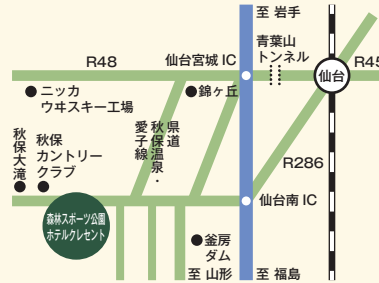 至 岩手
R48
仙台宮城 IC
青葉山
トンネル
仙台
R45
ニッカ
ウヰスキー工場
錦ヶ丘
秋保大滝
秋保
カントリー
クラブ
県道
秋保温泉・
愛子線
R286
仙台南 IC
森林スポーツ公園
ホテルクレセント
釜房
ダム
至 山形
至 福島